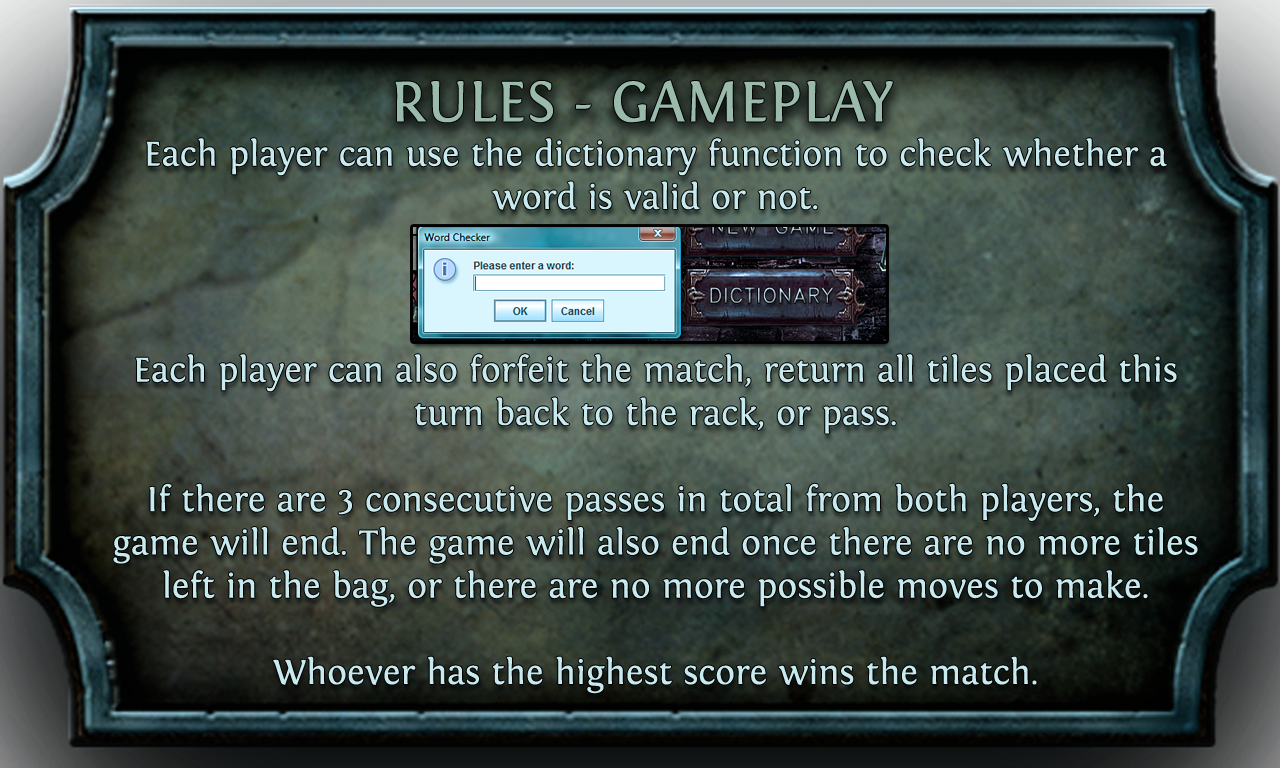 RULES - GAMEPLAY
Each player can use the dictionary function to check whether a
word is valid or not.
Word Checker
Please enter a word:
OK Cancel
NEW GAME
DICTIONARY
Each player can also forfeit the match, return all tiles placed this
turn back to the rack, or pass.
If there are 3 consecutive passes in total from both players, the
game will end. The game will also end once there are no more tiles
left in the bag, or there are no more possible moves to make.
Whoever has the highest score wins the match.